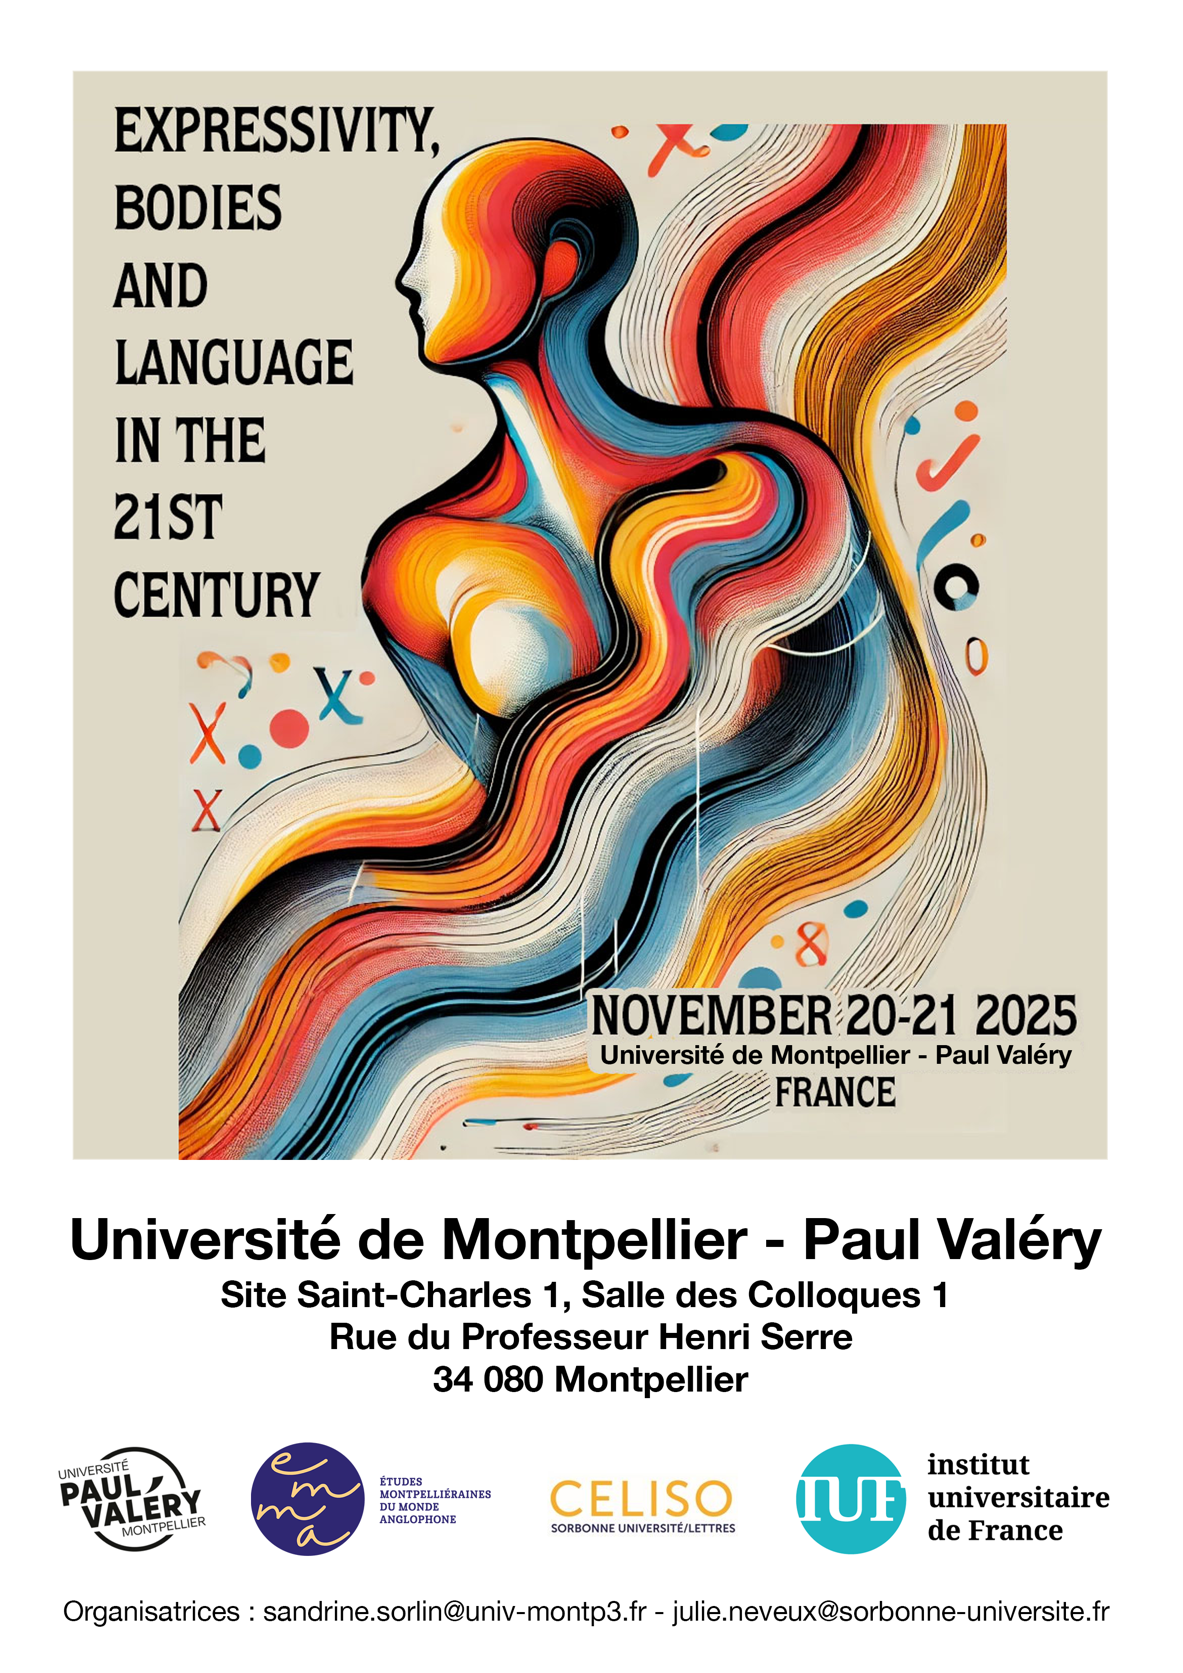 EXPRESSIVITY,
BODIES
AND
LANGUAGE
IN THE
21ST
CENTURY
NOVEMBER 20-21 2025
Université de Montpellier - Paul Valéry
FRANCE
Université de Montpellier - Paul Valéry
Site Saint-Charles 1, Salle des Colloques 1
Rue du Professeur Henri Serre
34 080 Montpellier
UNIVERSITÉ
PAUL
VALÉRY
MONTPELLIER
emma
ÉTUDES
MONTPELLIÉRAINES
DU MONDE
ANGLOPHONE
CELISO
SORBONNE UNIVERSITÉ/LETTRES
IUF
institut
universitaire
de France
Organisatrices : sandrine.sorlin@univ-montp3.fr - julie.neveux@sorbonne-universite.fr